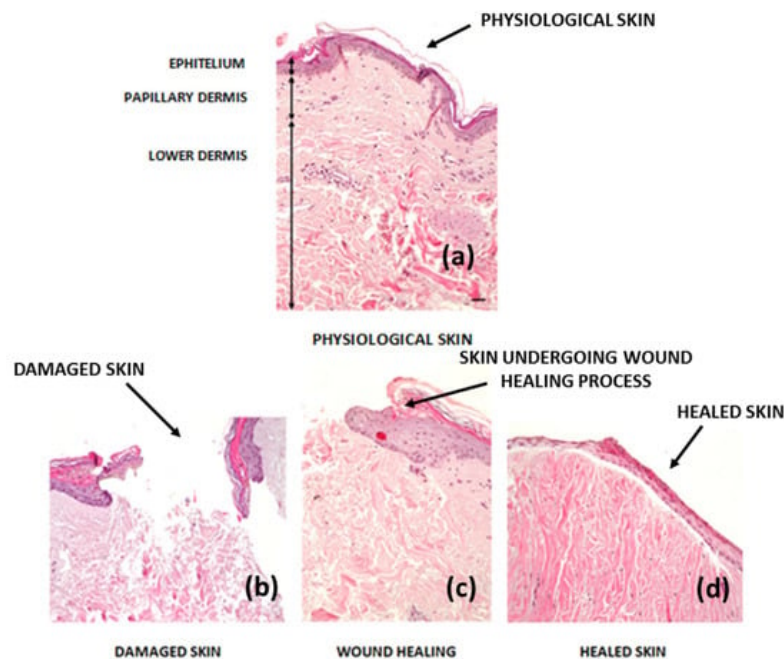 PHYSIOLOGICAL SKIN
EPHITELIUM
PAPILLARY DERMIS
LOWER DERMIS
(a)
PHYSIOLOGICAL SKIN
DAMAGED SKIN
SKIN UNDERGOING WOUND
HEALING PROCESS
HEALED SKIN
(b)
(c)
(d)
DAMAGED SKIN
WOUND HEALING
HEALED SKIN